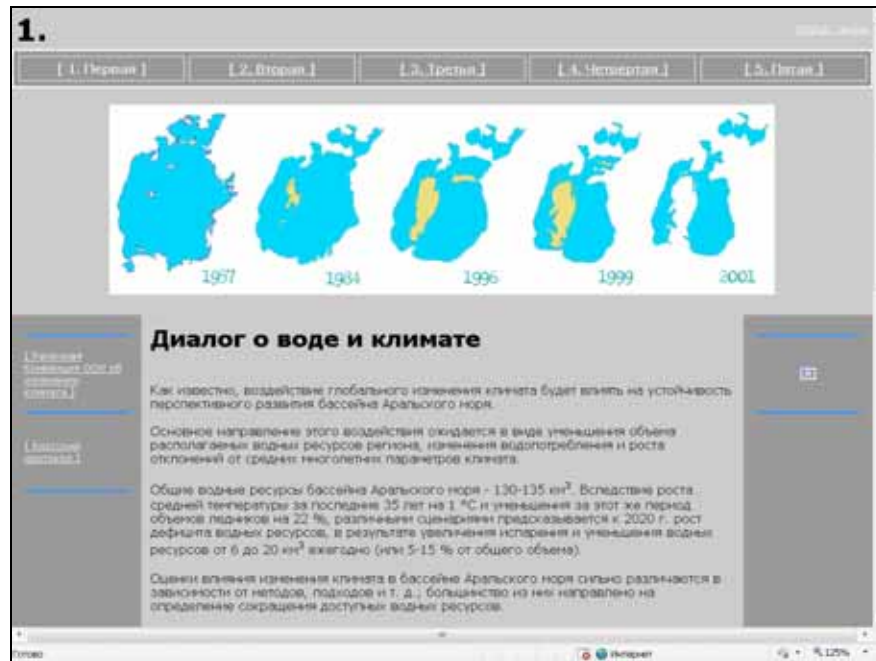 1.
[ 1. Первая ] [ 2. Вторая ] [ 3. Третья ] [ 4. Четвертая ] [ 5. Пятая ]
1957 1984 1996 1999 2001
Диалог о воде и климате
[ Рамочная
Конвенция ООН об
изменении
климата ]
Как известно, воздействие глобального изменения климата будет влиять на устойчивость
перспективного развития бассейна Аральского моря.
Основное направление этого воздействия ожидается в виде уменьшения объема
располагаемых водных ресурсов региона, изменения водопотребления и роста
отклонений от средних многолетних параметров климата.
Общие водные ресурсы бассейна Аральского моря - 130-135 км³. Вследствие роста
средней температуры за последние 35 лет на 1 °C и уменьшения за этот же период
объемов ледников на 22 %, различными сценариями предсказывается к 2020 г. рост
дефицита водных ресурсов, в результате увеличения испарения и уменьшения водных
ресурсов от 6 до 20 км³ ежегодно (или 5-15 % от общего объема).
Оценки влияния изменения климата в бассейне Аральского моря сильно различаются в
зависимости от методов, подходов и т. д.; большинство из них направлено на
определение сокращения доступных водных ресурсов.
Готово Интернет 125%